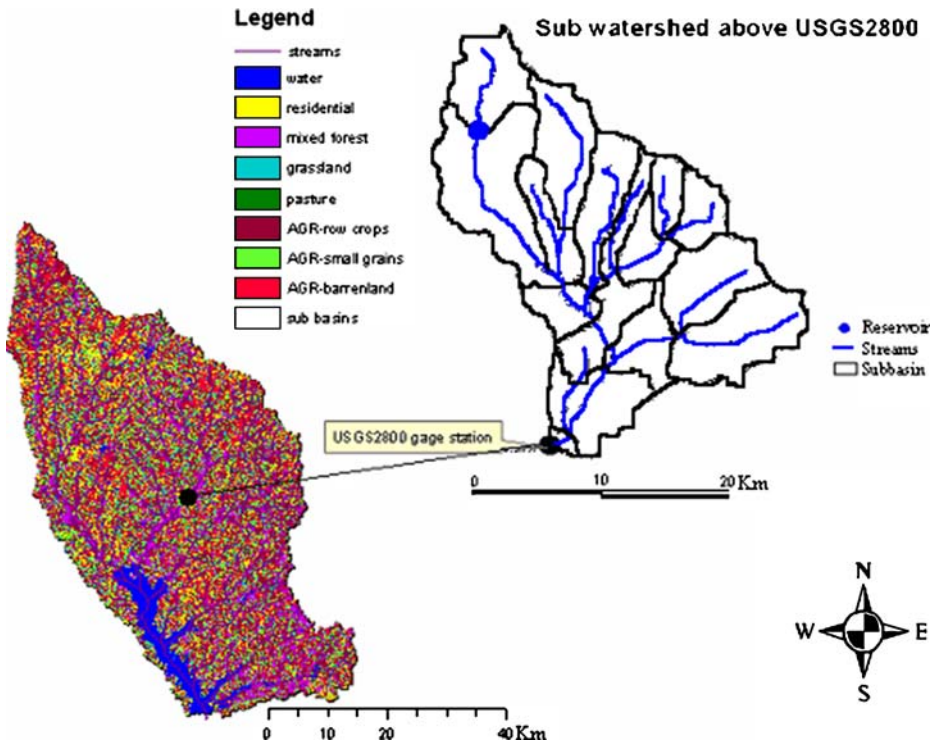 Legend
streams
water
residential
mixed forest
grassland
pasture
AGR-row crops
AGR-small grains
AGR-barrenland
sub basins
Sub watershed above USGS2800
Reservoir
Streams
Subbasin
USGS2800 gage station
0 10 20 Km
N
W E
S
0 10 20 40 Km